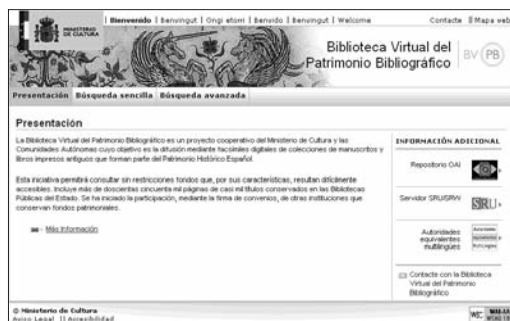 MINISTERIO
DE CULTURA
Bienvenido | Benvingut | Ongi etorri | Benvido | Benvingut | Welcome
Contacte || Mapa web
Biblioteca
Virtual del
Patrimonio
Bibliográfico
BV PB
Presentación Búsqueda sencilla Búsqueda avanzada
Presentación
La Biblioteca Virtual del Patrimonio Bibliográfico es un proyecto cooperativo del Ministerio de Cultura y las
Comunidades Autónomas cuyo objetivo es la difusión mediante facsímiles digitales de colecciones de manuscritos y
libros impresos antiguos que forman parte del Patrimonio Histórico Español.
Esta iniciativa permitirá consultar sin restricciones fondos que, por sus características, resultan difícilmente
accesibles. Incluye más de doscientas cincuenta mil páginas de casi mil títulos conservados en las Bibliotecas
Públicas del Estado. Se ha iniciado la participación, mediante la firma de convenios, de otras instituciones que
conservan fondos patrimoniales.
- Más Información
INFORMACIÓN ADICIONAL
Repositorio OAI
Servidor SRU/SRW
SRU
Autoridades
equivalentes
multilingües
Contacte con la Biblioteca
Virtual del Patrimonio
Bibliográfico
© Ministerio de Cultura
Aviso Legal || Accesibilidad
W3C WAI-AA